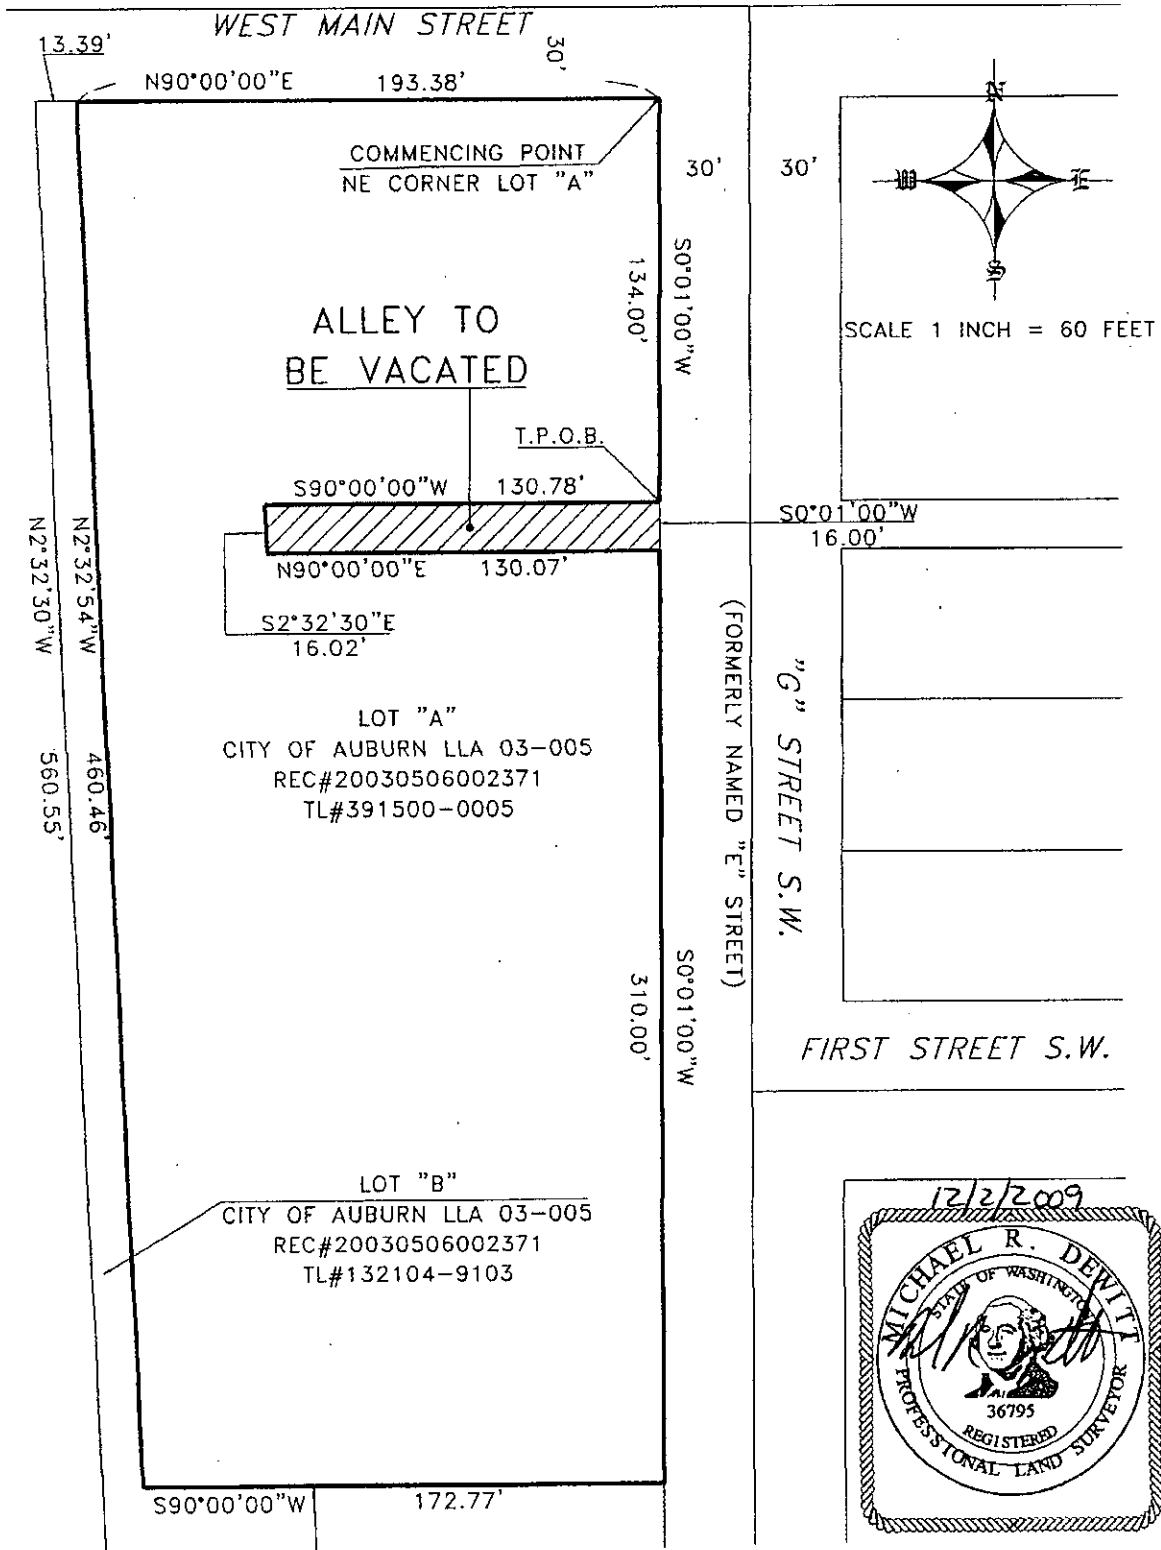 WEST MAIN STREET
13.39'
30'
N90°00'00"E 193.38'
COMMENCING POINT
NE CORNER LOT "A"
30'
30'
N
W
E
S
S0°01'00"W
134.00'
SCALE 1 INCH = 60 FEET
ALLEY TO
BE VACATED
T.P.O.B.
S90°00'00"W 130.78'
S0°01'00"W
16.00'
N90°00'00"E 130.07'
S2°32'30"E
16.02'
N2°32'30"W 560.55'
N2°32'54"W 460.46'
(FORMERLY NAMED "E" STREET)
"G" STREET S.W.
LOT "A"
CITY OF AUBURN LLA 03-005
REC#20030506002371
TL#391500-0005
S0°01'00"W
310.00'
FIRST STREET S.W.
LOT "B"
CITY OF AUBURN LLA 03-005
REC#20030506002371
TL#132104-9103
12/2/2009
MICHAEL R. DEWITT
STATE OF WASHINGTON
36795
REGISTERED
PROFESSIONAL LAND SURVEYOR
S90°00'00"W 172.77'